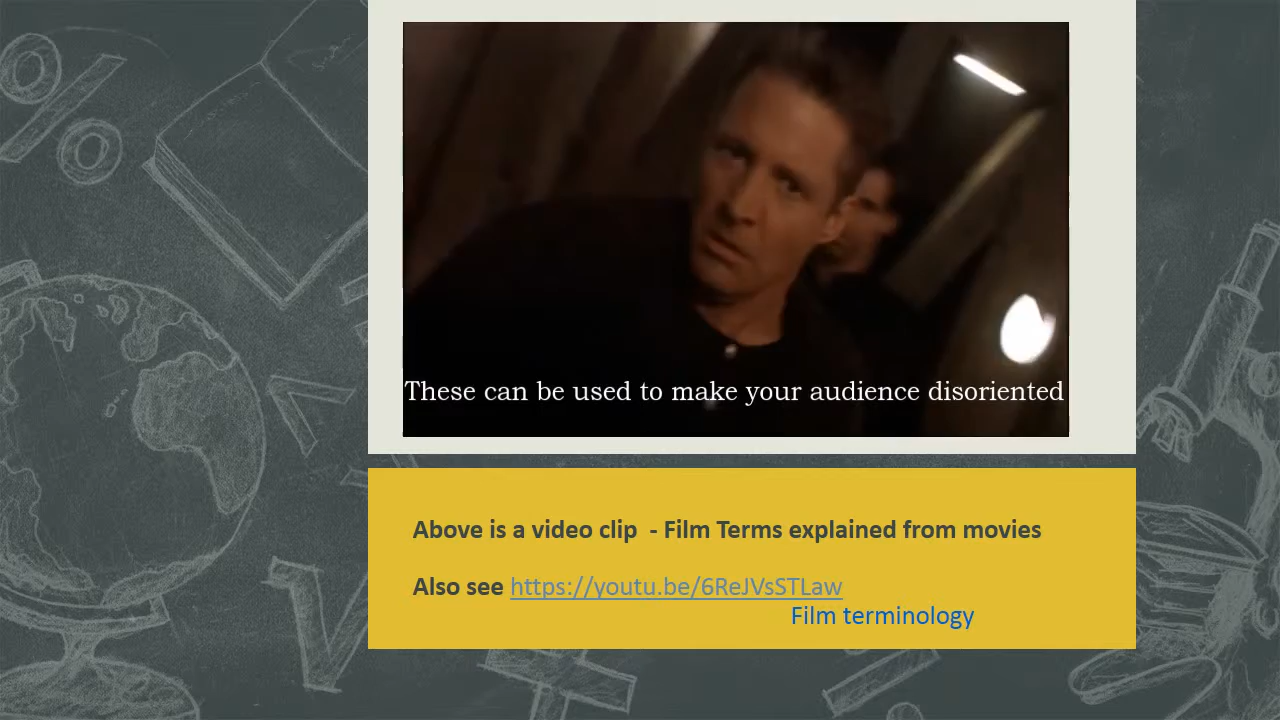 These can be used to make your audience disoriented
Above is a video clip  - Film Terms explained from movies
Also see https://youtu.be/6ReJVsSTLaw
Film terminology